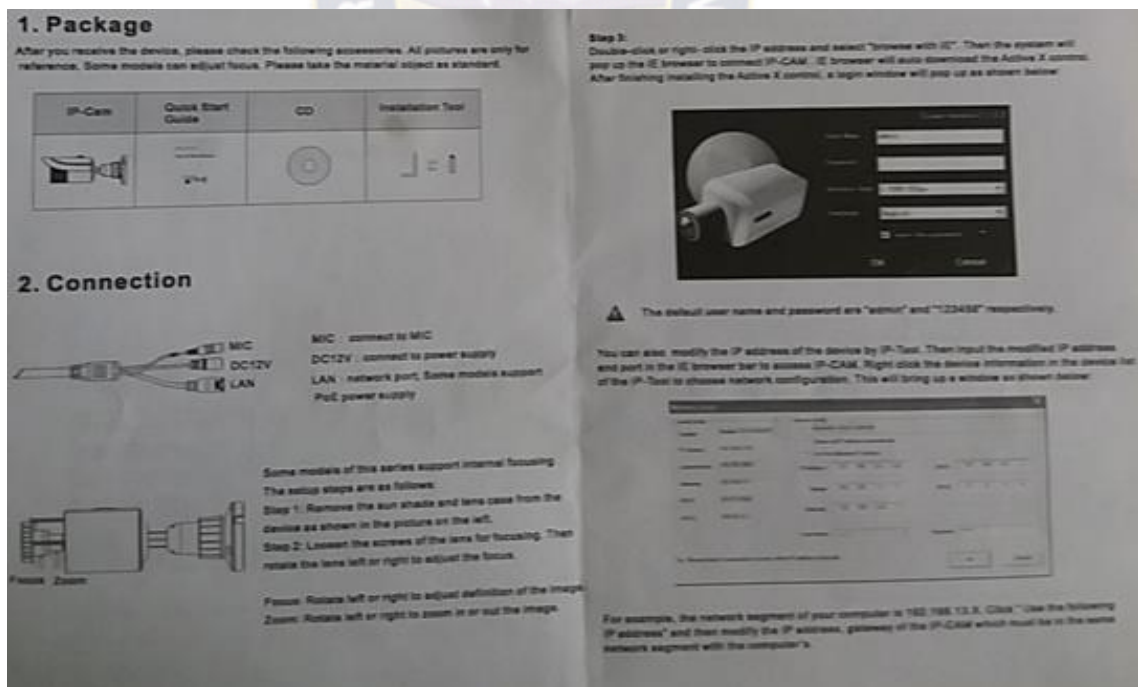 1. Package
After you receive the device, please check the following accessories. All pictures are only for
reference. Some models can adjust focus. Please take the material object as standard.
IP-Cam
Quick Start
Guide
CD
Installation Tool
2. Connection
MIC
DC12V
LAN
MIC : connect to MIC
DC12V : connect to power supply
LAN : network port, Some models support
PoE power supply
Some models of this series support internal focusing.
The setup steps are as follows:
Step 1: Remove the sun shade and lens case from the
device as shown in the picture on the left.
Step 2: Loosen the screws of the lens for focusing. Then
rotate the lens left or right to adjust the focus.
Focus Zoom
Focus: Rotate left or right to adjust definition of the image.
Zoom: Rotate left or right to zoom in or out the image.
Step 3:
Double-click or right- click the IP address and select "browse with IE". Then the system will
pop up the IE browser to connect IP-CAM . IE browser will auto download the Active X control.
After finishing installing the Active X control, a login window will pop up as shown below:
OK
Cancel
The default user name and password are "admin" and "123456" respectively.
You can also modify the IP address of the device by IP-Tool. Then input the modified IP address
and port in the IE browser bar to access IP-CAM. Right click the device information in the device list
of the IP-Tool to choose network configuration. This will bring up a window as shown below:
For example, the network segment of your computer is 192.168.13.X. Click " Use the following
IP address" and then modify the IP address, gateway of the IP-CAM which must be in the same
network segment with the computer's.